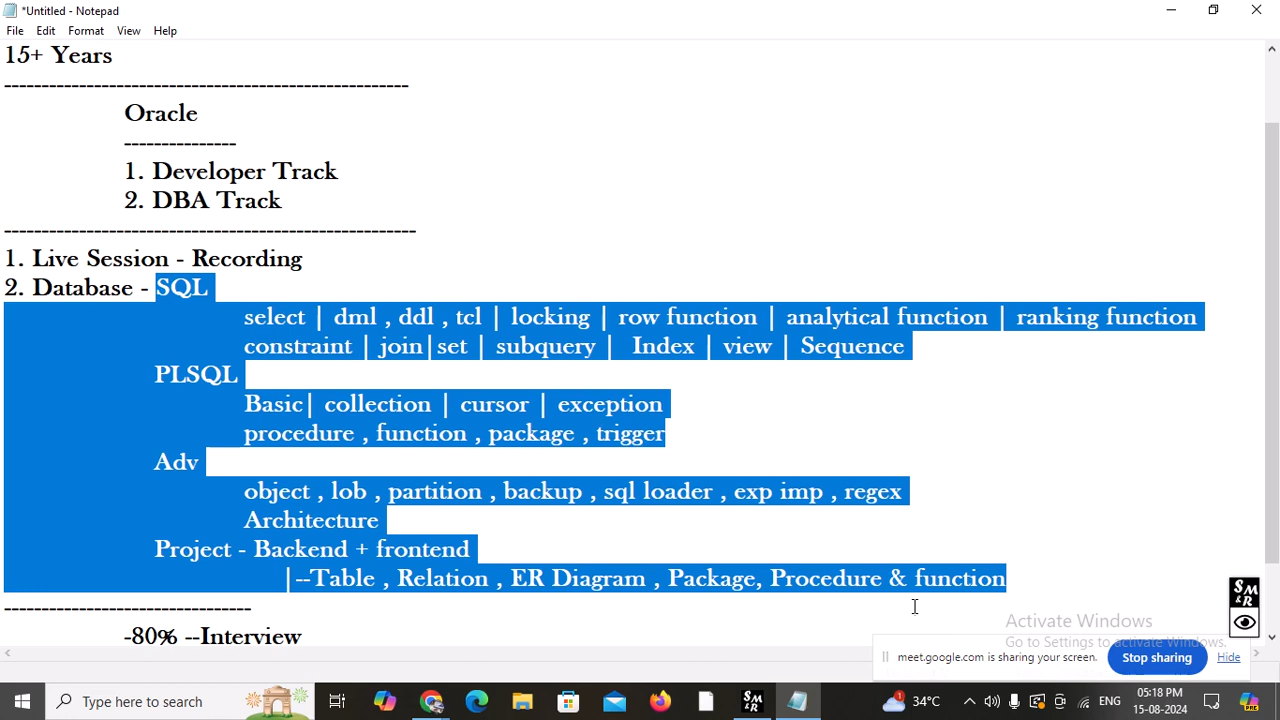 *Untitled - Notepad
File Edit Format View Help
15+ Years
------------------------------------------------------
Oracle
---------------
1. Developer Track
2. DBA Track
-------------------------------------------------------
1. Live Session - Recording
2. Database - SQL
select | dml , ddl , tcl | locking | row function | analytical function | ranking function
constraint | join|set | subquery | Index | view | Sequence
PLSQL
Basic| collection | cursor | exception
procedure , function , package , trigger
Adv
object , lob , partition , backup , sql loader , exp imp , regex
Architecture
Project - Backend + frontend
|--Table , Relation , ER Diagram , Package, Procedure & function
---------------------------------
-80% --Interview
SM
&R
Activate Windows
Go to Settings to activate Windows.
meet.google.com is sharing your screen. Stop sharing Hide
Type here to search
SM
&R
1
34°C
ENG
05:18 PM
15-08-2024
PRE